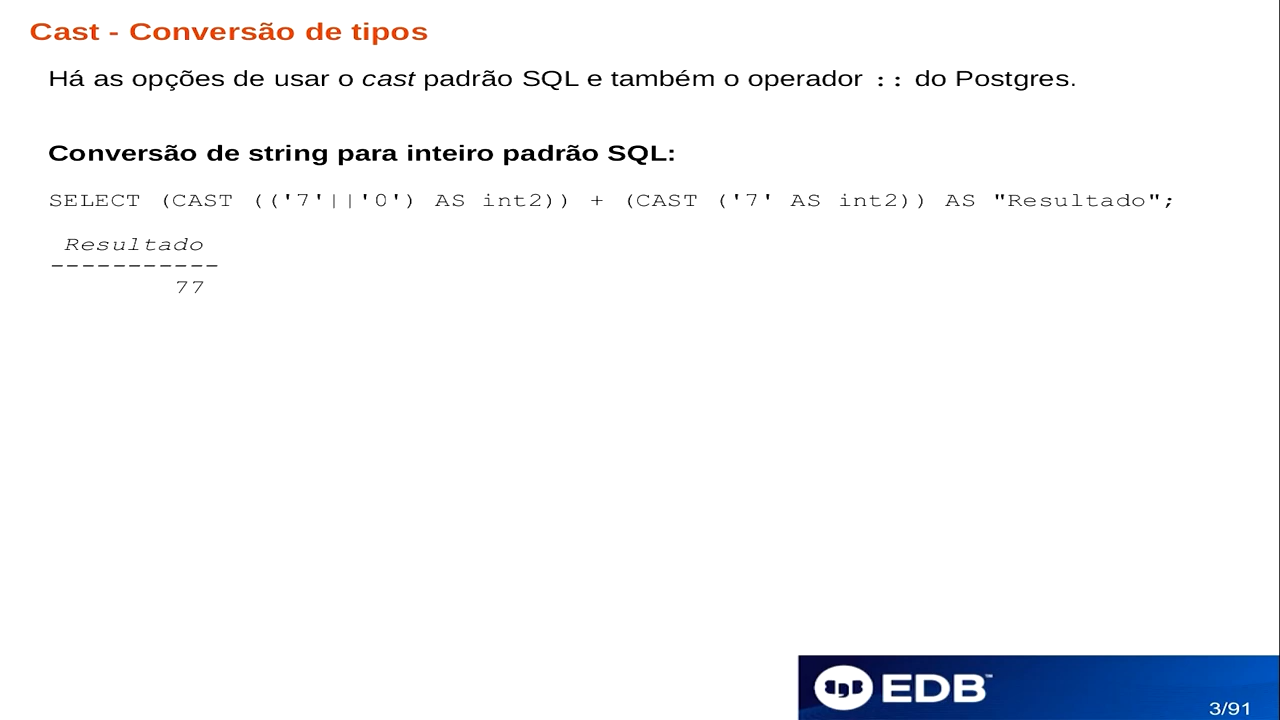 Cast - Conversão de tipos
Há as opções de usar o cast padrão SQL e também o operador :: do Postgres.
Conversão de string para inteiro padrão SQL:
SELECT (CAST (('7'||'0') AS int2)) + (CAST ('7' AS int2)) AS "Resultado";
Resultado
-----------
77
EDB™
3/91